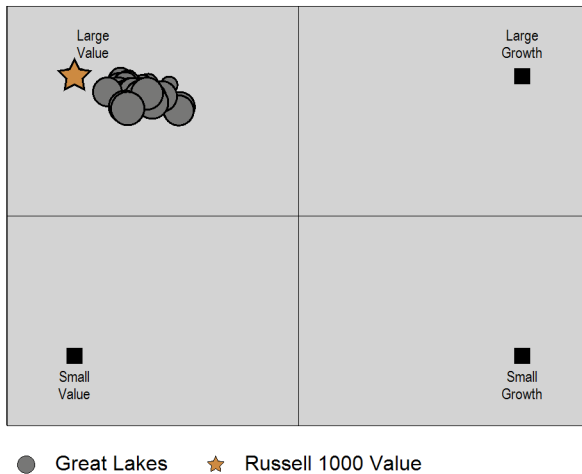 Large
Value
Large
Growth
Small
Value
Small
Growth
Great Lakes
Russell 1000 Value